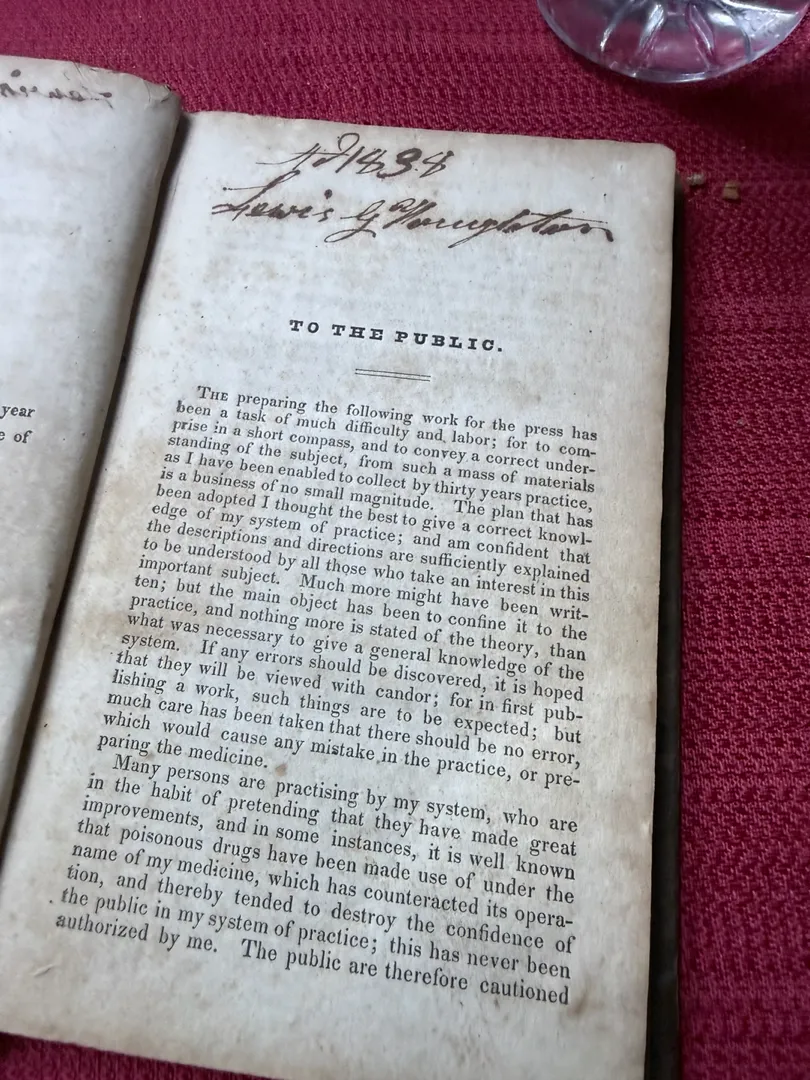 year
e of
AD 1838
Lewis G Houghton
TO THE PUBLIC.
THE preparing the following work for the press has
been a task of much difficulty and labor; for to com-
prise in a short compass, and to convey a correct under-
standing of the subject, from such a mass of materials
as I have been enabled to collect by thirty years practice,
is a business of no small magnitude. The plan that has
been adopted I thought the best to give a correct knowl-
edge of my system of practice; and am confident that
the descriptions and directions are sufficiently explained
to be understood by all those who take an interest in this
important subject. Much more might have been writ-
ten; but the main object has been to confine it to the
practice, and nothing more is stated of the theory, than
what was necessary to give a general knowledge of the
system. If any errors should be discovered, it is hoped
that they will be viewed with candor; for in first pub-
lishing a work, such things are to be expected; but
much care has been taken that there should be no error,
which would cause any mistake in the practice, or pre-
paring the medicine.
Many persons are practising by my system, who are
in the habit of pretending that they have made great
improvements, and in some instances, it is well known
that poisonous drugs have been made use of under the
name of my medicine, which has counteracted its opera-
tion, and thereby tended to destroy the confidence of
the public in my system of practice; this has never been
authorized by me. The public are therefore cautioned